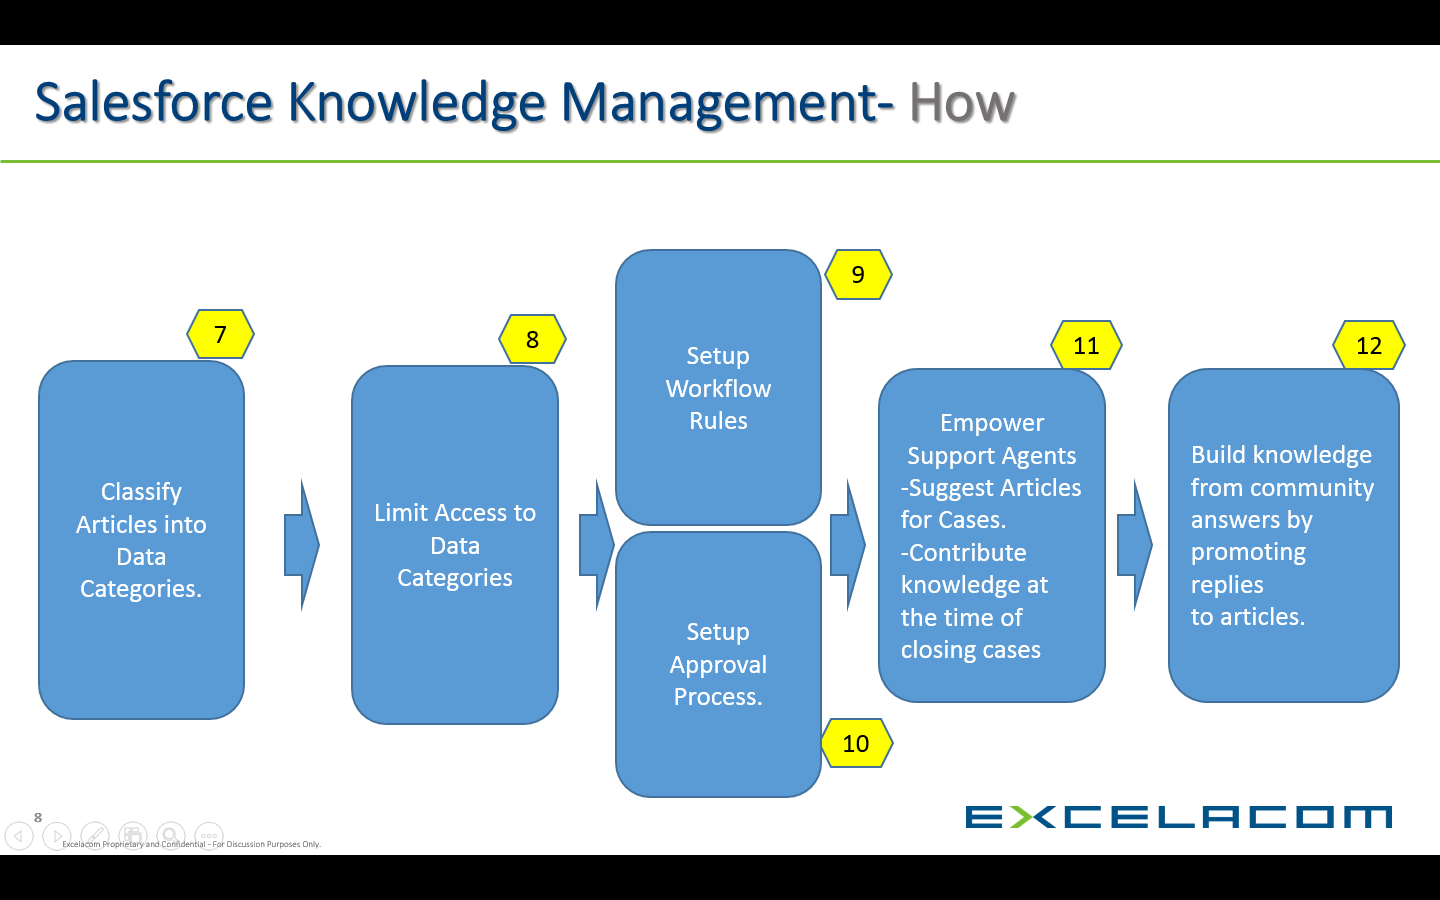 Salesforce Knowledge Management- How
7
Classify
Articles into
Data
Categories.
8
Limit Access to
Data
Categories
9
Setup
Workflow
Rules
10
Setup
Approval
Process.
11
Empower
Support Agents
-Suggest Articles
for Cases.
-Contribute
knowledge at
the time of
closing cases
12
Build knowledge
from community
answers by
promoting
replies
to articles.
8
Excelacom Proprietary and Confidential - For Discussion Purposes Only.
EXCELACOM